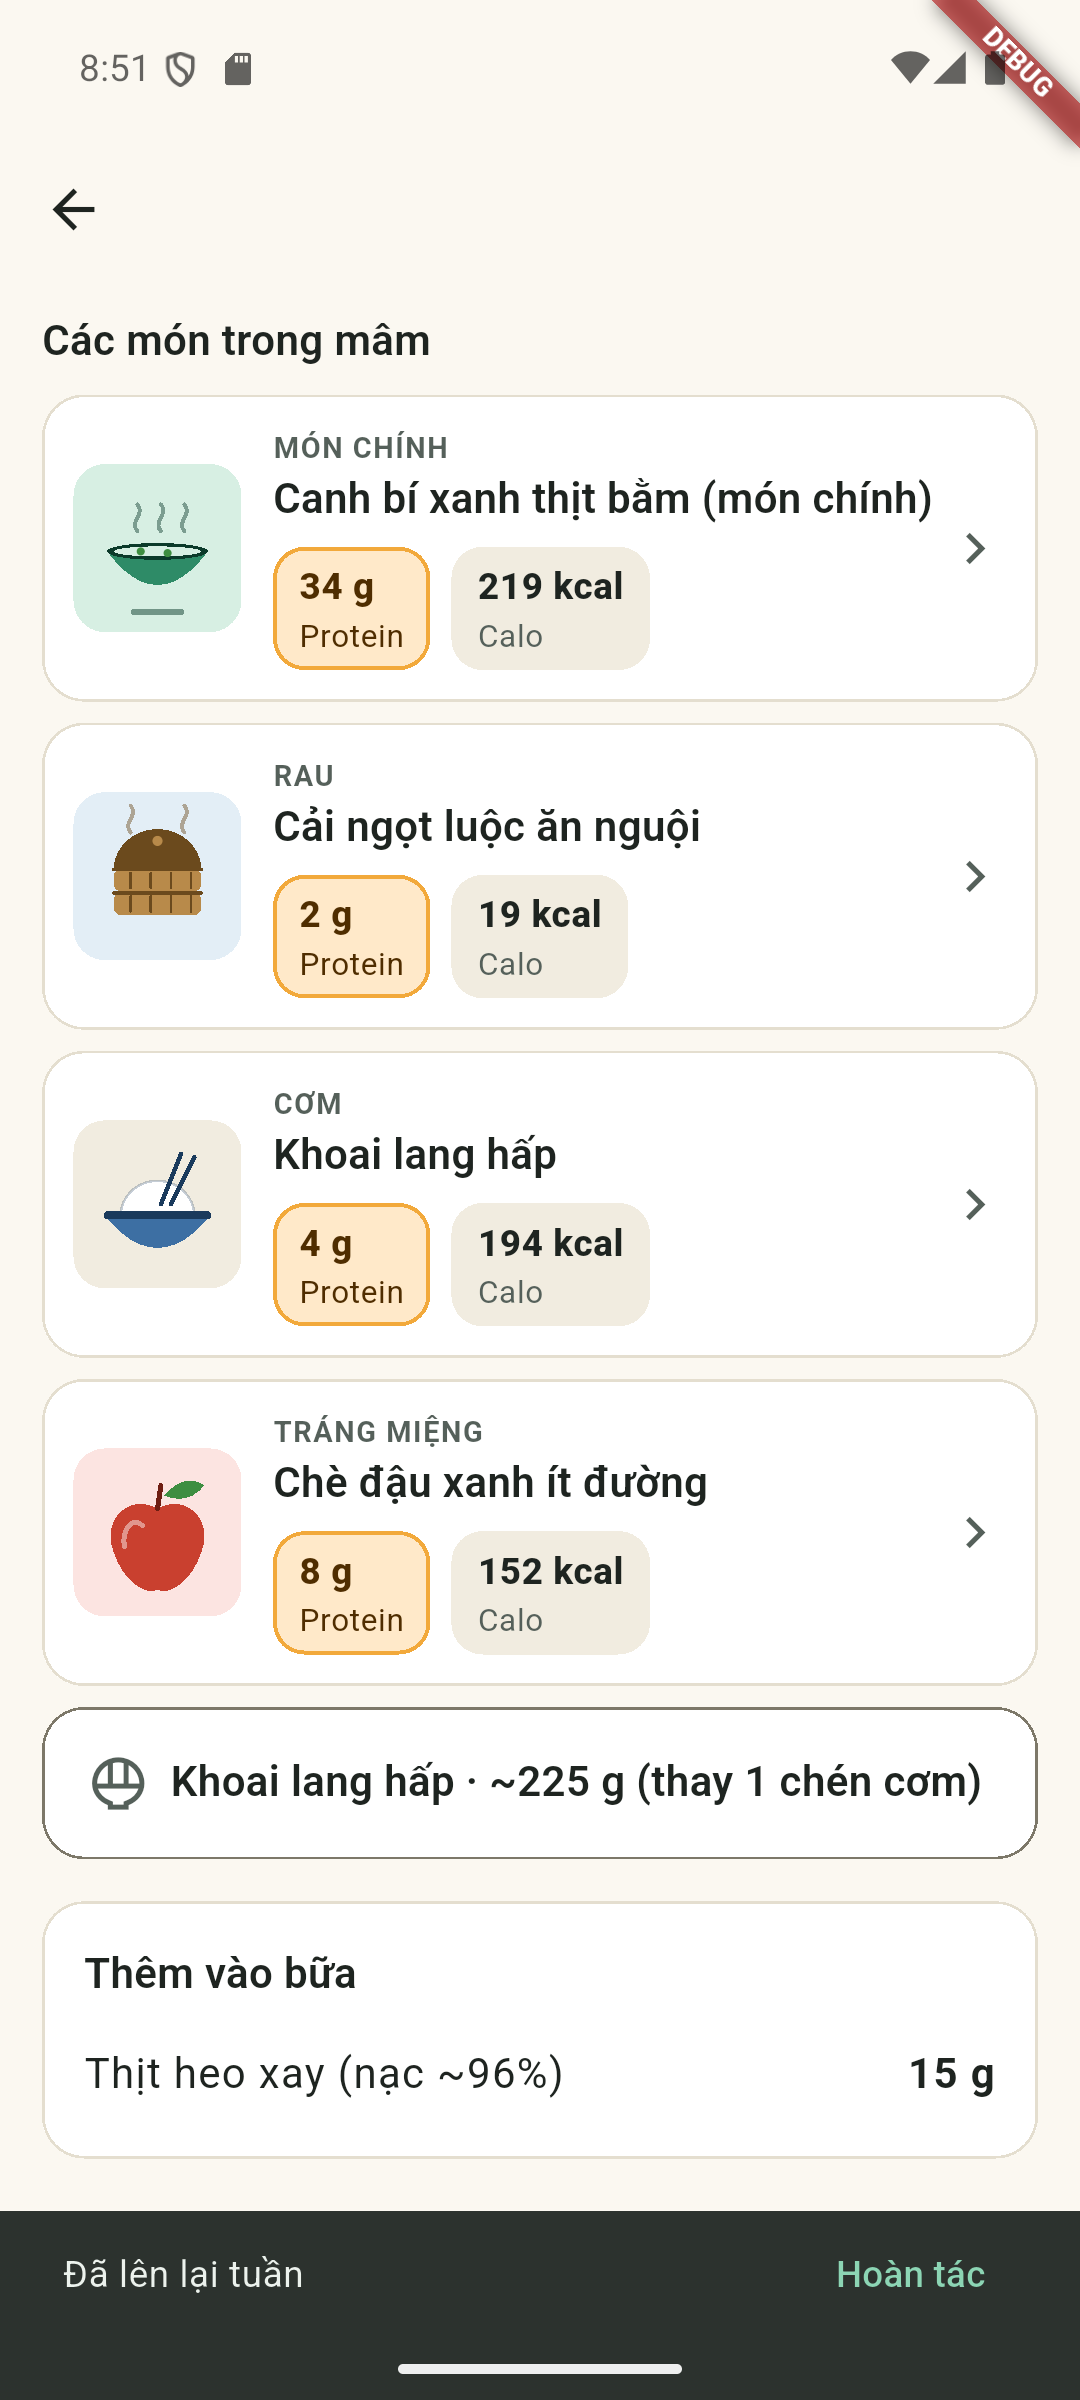 8:51
DEBUG
Các món trong mâm
MÓN CHÍNH
Canh bí xanh thịt bằm (món chính)
34 g
Protein
219 kcal
Calo
RAU
Cải ngọt luộc ăn nguội
2 g
Protein
19 kcal
Calo
CƠM
Khoai lang hấp
4 g
Protein
194 kcal
Calo
TRÁNG MIỆNG
Chè đậu xanh ít đường
8 g
Protein
152 kcal
Calo
Khoai lang hấp · ~225 g (thay 1 chén cơm)
Thêm vào bữa
Thịt heo xay (nạc ~96%)
15 g
Đã lên lại tuần
Hoàn tác